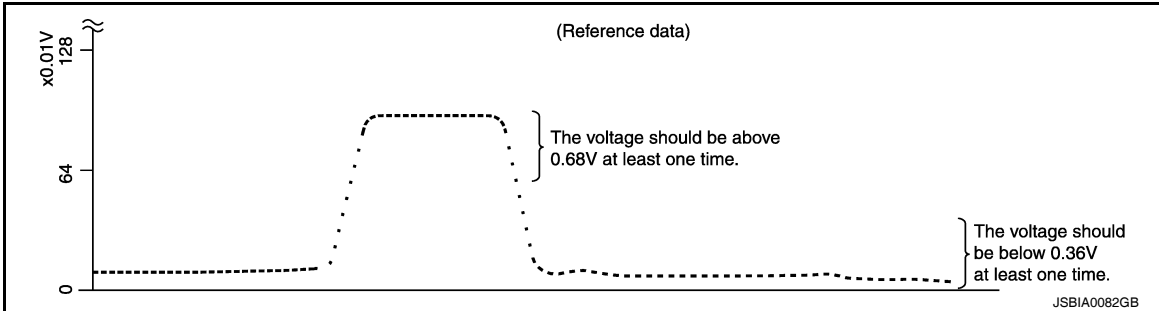 (Reference data)
x0.01V
128
64
0
The voltage should be above
0.68V at least one time.
The voltage should
be below 0.36V
at least one time.
JSBIA0082GB